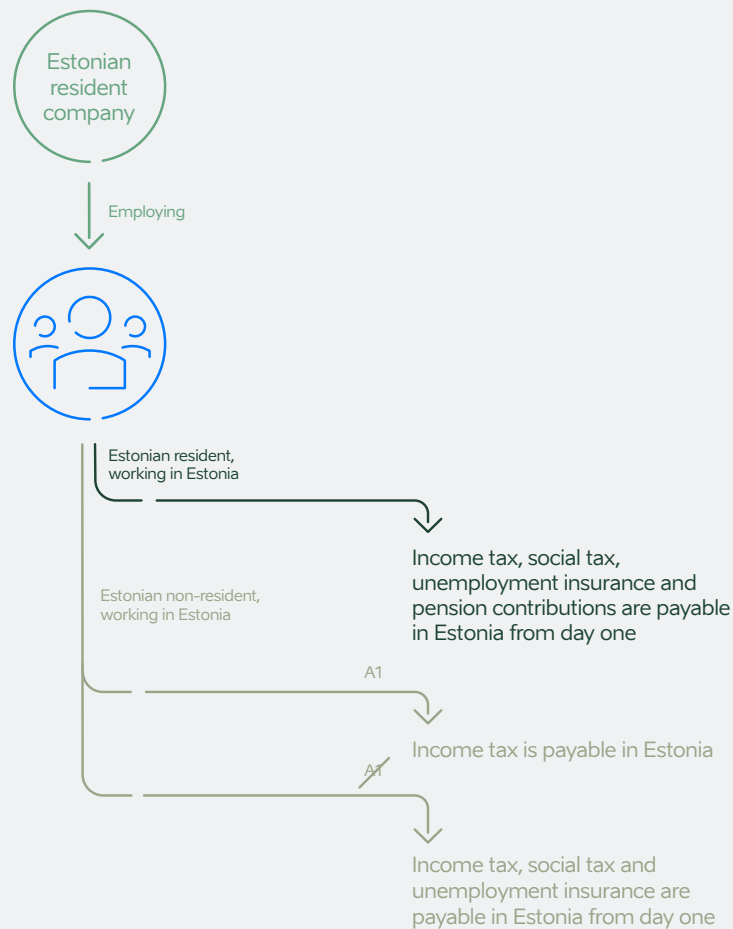 Estonian
resident
company
Employing
Estonian resident,
working in Estonia
Income tax, social tax,
unemployment insurance and
pension contributions are payable
in Estonia from day one
Estonian non-resident,
working in Estonia
A1
Income tax is payable in Estonia
A1
Income tax, social tax and
unemployment insurance are
payable in Estonia from day one